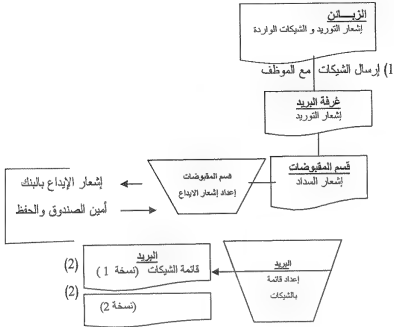 الزبــــائن
إشعار التوريد و الشيكات الواردة
1) إرسال الشيكات مع الموظف
غرفة البريد
إشعار التوريد
قسم المقبوضات
إشعار السداد
قسم المقبوضات
إعداد إشعار الايداع
إشعار الإيداع بالبنك
أمين الصندوق والحفظ
البريد
إعداد قائمة
بالشيكات
البريد
قائمة الشيكات (نسخة 1 )
(2)
(نسخة 2)
(2)